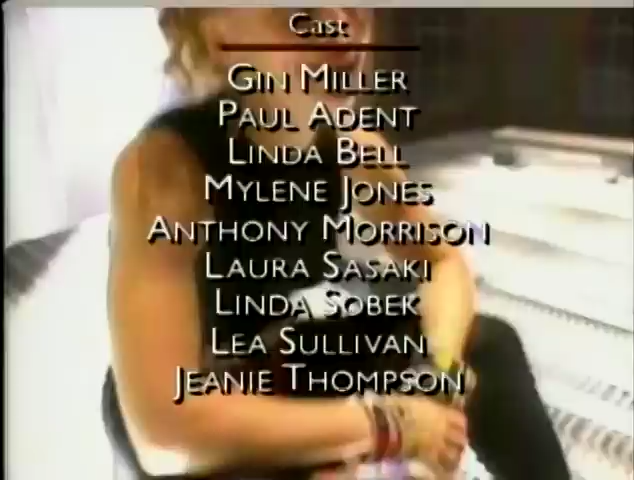 Cast
GIN MILLER
PAUL ADENT
LINDA BELL
MYLENE JONES
ANTHONY MORRISON
LAURA SASAKI
LINDA SOBEK
LEA SULLIVAN
JEANIE THOMPSON